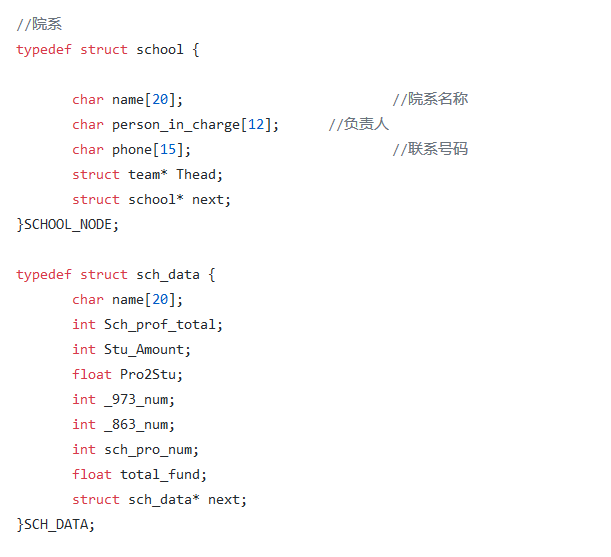 //院系
typedef struct school {
char name[20]; //院系名称
char person_in_charge[12]; //负责人
char phone[15]; //联系号码
struct team* Thead;
struct school* next;
}SCHOOL_NODE;
typedef struct sch_data {
char name[20];
int Sch_prof_total;
int Stu_Amount;
float Pro2Stu;
int _973_num;
int _863_num;
int sch_pro_num;
float total_fund;
struct sch_data* next;
}SCH_DATA;